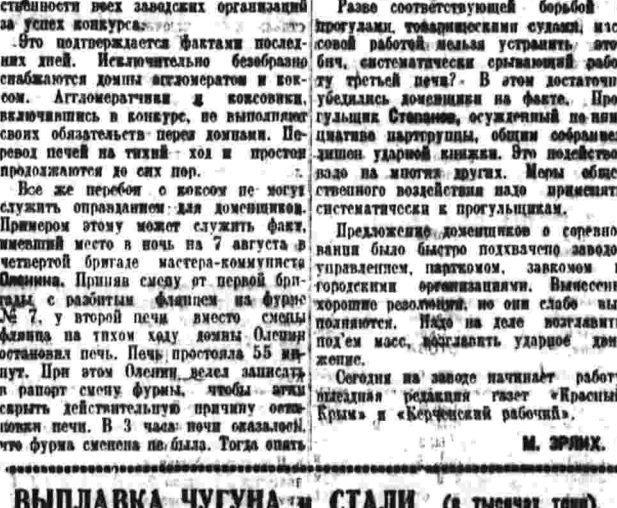 ственности всех заводских организаций
за успех конкурса.
Это подтверждается фактами послед-
них дней. Исключительно безобразно
снабжаются домны агломератом и кок-
сом. Агломератчики и коксовики,
включившись в конкурс, не выполняют
своих обязательств перед домнами. Пе-
ревод печей на тихий ход и простои
продолжаются до сих пор.
Все же перебои с коксом не могут
служить оправданием для доменщиков.
Примером этому может служить факт,
имевший место в ночь на 7 августа в
четвертой бригаде мастера-коммуниста
Оленина. Приняв смену от первой бри-
гады с разбитым фланцем на фурме
№ 7, у второй печи вместо смены
фланца на тихом ходу домны Оленин
остановил печь. Печь простояла 55 ми-
нут. При этом Оленин велел записать
в рапорт смену фурмы, чтобы этим
скрыть действительную причину оста-
новки печи. В 3 часа ночи оказалось,
что фурма сменена не была. Тогда опять
Разве соответствующей борьбой
прогулами, товарищескими судами, мас
совой работой нельзя устранить это
бич, систематически срывающий рабо
ту третьей печи? В этом достаточн
убедились доменщики на факте. Про
гульщик Степанов, осужденный по ини
циативе партгруппы, общим собрание
лишен ударной книжки. Это подейство
вало на многих других. Меры обще
ственного воздействия надо применят
систематически к прогульщикам.
Предложение доменщиков о соревно
вании было быстро подхвачено заводо
управлением, парткомом, завкомом и
городскими организациями. Вынесен
хорошие резолюции, но они слабо вы
полняются. Надо на деле возглавит
под'ем масс, возглавить ударное дви
жение.
Сегодня на заводе начинает работ
выездная редакция газет «Красны
Крым» и «Керченский рабочий».
М. ЭРЛИХ.
ВЫПЛАВКА ЧУГУНА и СТАЛИ (в тысячах тонн)